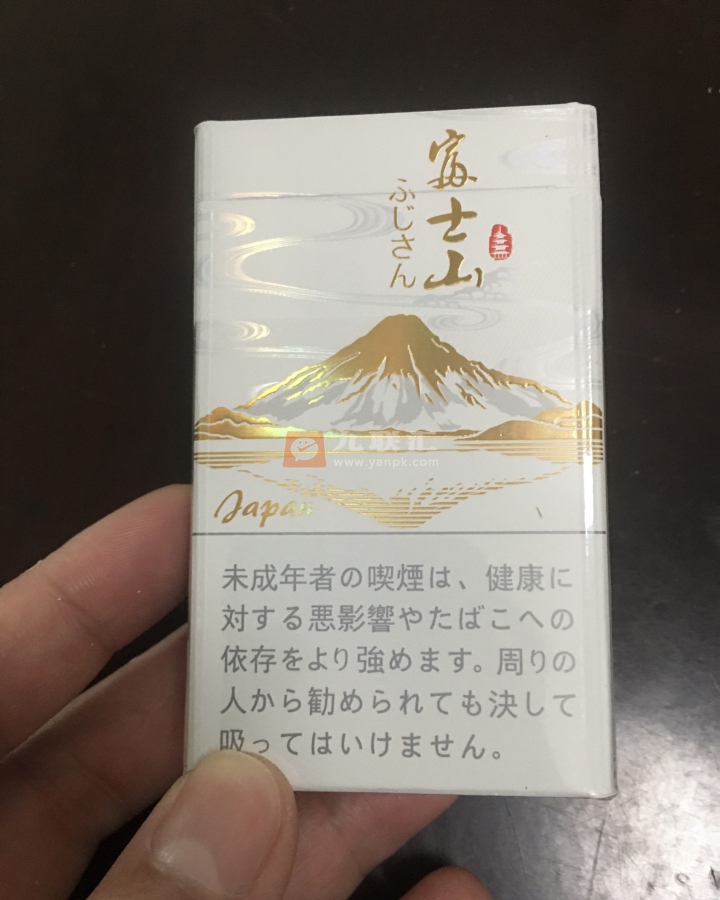 富士山
ふじさん
www.yanpk.com
Japan
未成年者の喫煙は、健康に
対する悪影響やたばこへの
依存をより強めます。周りの
人から勧められても決して
吸ってはいけません。